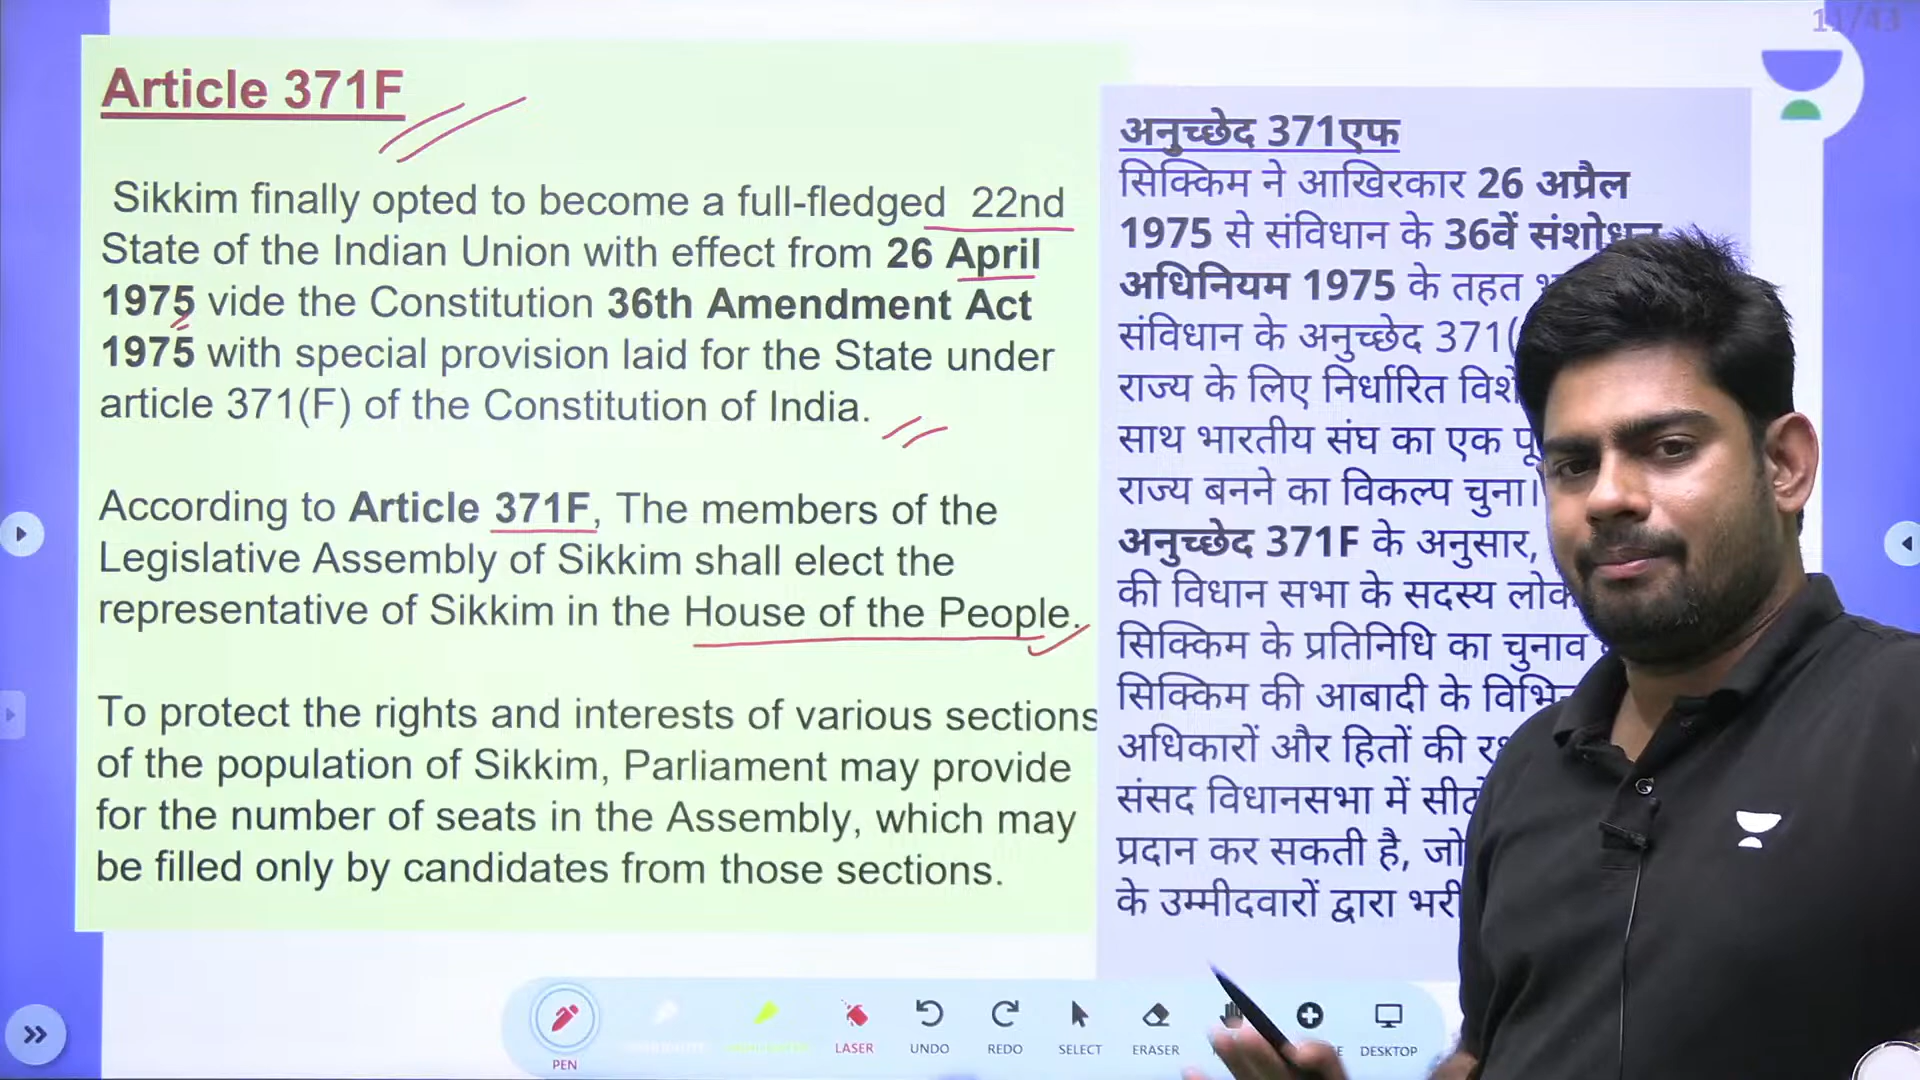 11/43
Article 371F
Sikkim finally opted to become a full-fledged 22nd
State of the Indian Union with effect from 26 April
1975 vide the Constitution 36th Amendment Act
1975 with special provision laid for the State under
article 371(F) of the Constitution of India.
According to Article 371F, The members of the
Legislative Assembly of Sikkim shall elect the
representative of Sikkim in the House of the People.
To protect the rights and interests of various sections
of the population of Sikkim, Parliament may provide
for the number of seats in the Assembly, which may
be filled only by candidates from those sections.
अनुच्छेद 371एफ
सिक्किम ने आखिरकार 26 अप्रैल
1975 से संविधान के 36वें संशोधन
अधिनियम 1975 के तहत
संविधान के अनुच्छेद 371(
राज्य के लिए निर्धारित
साथ भारतीय संघ का एक
राज्य बनने का विकल्प चुना।
अनुच्छेद 371F के अनुसार,
की विधान सभा के सदस्य
सिक्किम के प्रतिनिधि का चुनाव
सिक्किम की आबादी के
अधिकारों और हितों की
संसद विधानसभा में
प्रदान कर सकती है, जो
के उम्मीदवारों द्वारा
PEN
LASER
UNDO
REDO
SELECT
ERASER
DESKTOP